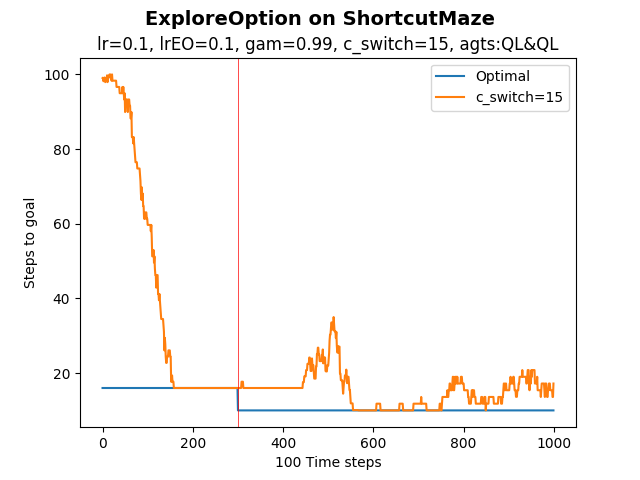 ExploreOption on ShortcutMaze
lr=0.1, lrEO=0.1, gam=0.99, c_switch=15, agts:QL&QL
Optimal
c_switch=15
Steps to goal
100
80
60
40
20
0 200 400 600 800 1000
100 Time steps